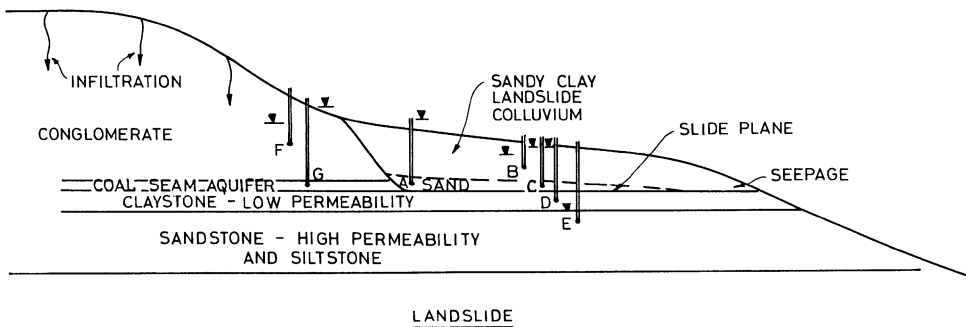 INFILTRATION
SANDY CLAY
LANDSLIDE
COLLUVIUM
SLIDE PLANE
CONGLOMERATE
F
G
A
SAND
B
C
D
E
SEEPAGE
COAL SEAM AQUIFER
CLAYSTONE - LOW PERMEABILITY
SANDSTONE - HIGH PERMEABILITY
AND SILTSTONE
LANDSLIDE